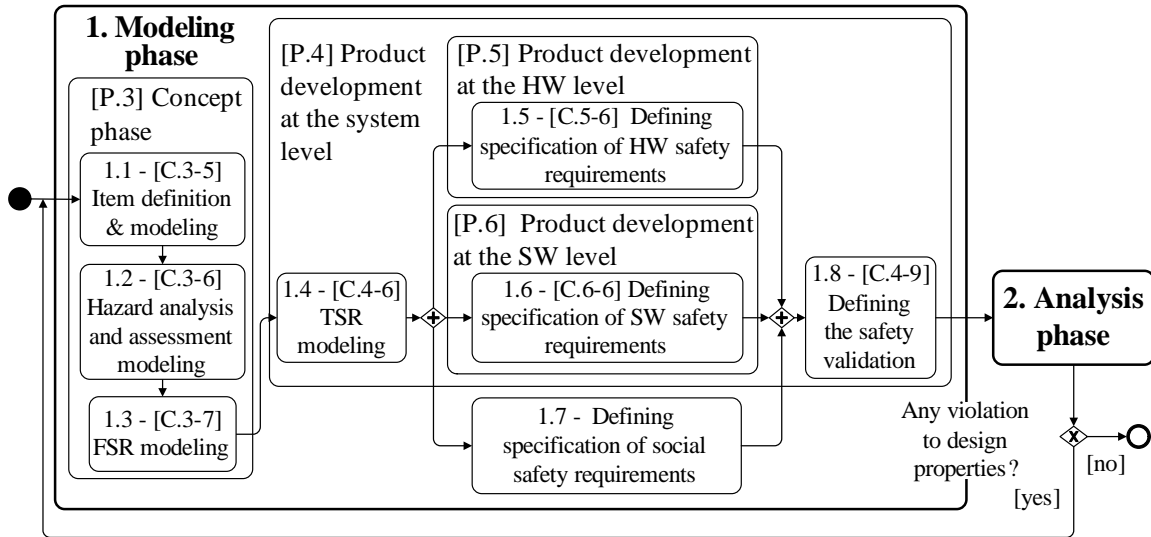 1. Modeling
phase
[P.3] Concept
phase
1.1 - [C.3-5]
Item definition
& modeling
1.2 - [C.3-6]
Hazard analysis
and assessment
modeling
1.3 - [C.3-7]
FSR modeling
[P.4] Product
development
at the system
level
1.4 - [C.4-6]
TSR
modeling
[P.5] Product development
at the HW level
1.5 - [C.5-6] Defining
specification of HW safety
requirements
[P.6] Product development
at the SW level
1.6 - [C.6-6] Defining
specification of SW safety
requirements
1.7 - Defining
specification of social
safety requirements
1.8 - [C.4-9]
Defining
the safety
validation
2. Analysis
phase
Any violation
to design
properties?
[no]
[yes]